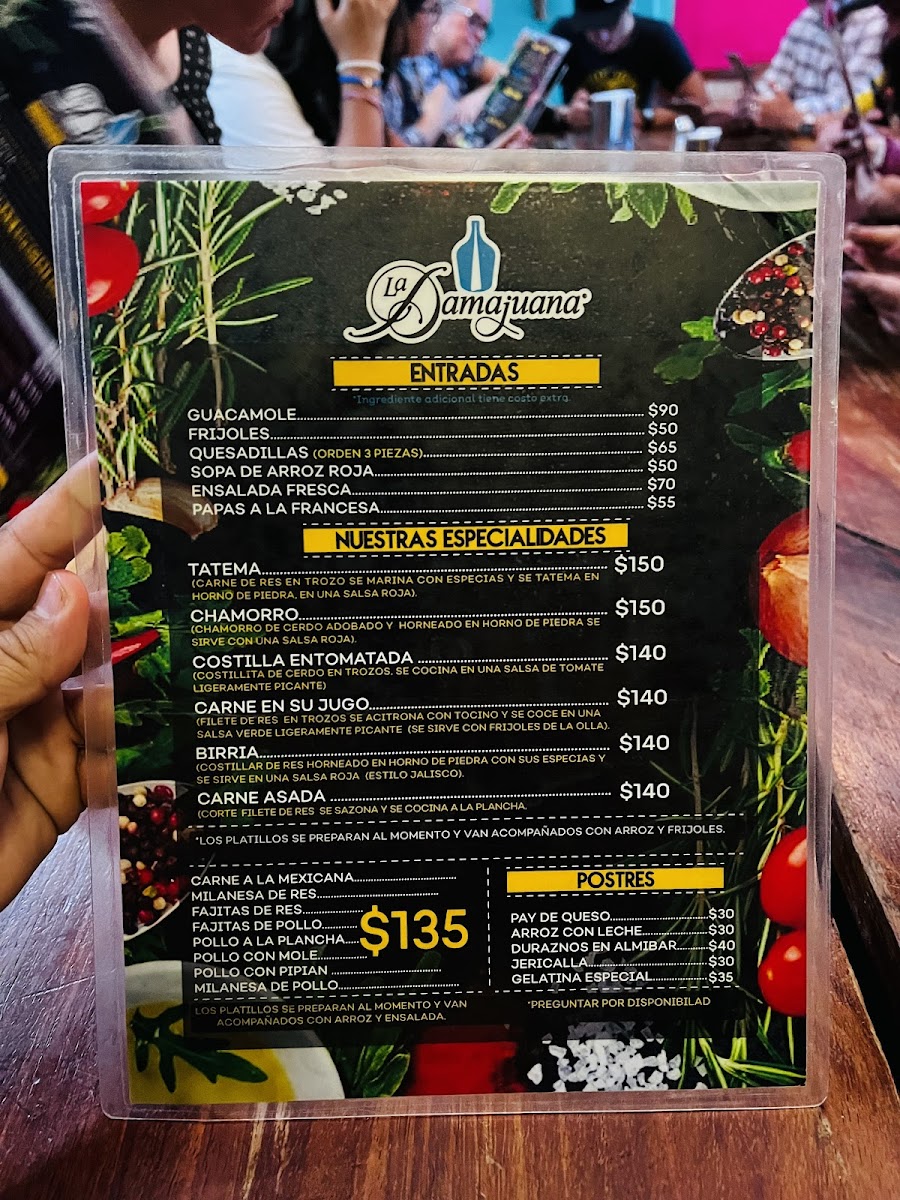 La Damajuana
ENTRADAS
*Ingrediente adicional tiene costo extra.
GUACAMOLE........ $90
FRIJOLES........ $50
QUESADILLAS (ORDEN 3 PIEZAS)........ $65
SOPA DE ARROZ ROJA........ $50
ENSALADA FRESCA........ $70
PAPAS A LA FRANCESA........ $55
NUESTRAS ESPECIALIDADES
TATEMA........ $150
(CARNE DE RES EN TROZO SE MARINA CON ESPECIAS Y SE TATEMA EN
HORNO DE PIEDRA, EN UNA SALSA ROJA).
CHAMORRO........ $150
(CHAMORRO DE CERDO ADOBADO Y HORNEADO EN HORNO DE PIEDRA SE
SIRVE CON UNA SALSA ROJA).
COSTILLA ENTOMATADA ........ $140
(COSTILLITA DE CERDO EN TROZOS. SE COCINA EN UNA SALSA DE TOMATE
LIGERAMENTE PICANTE)
CARNE EN SU JUGO........ $140
(FILETE DE RES EN TROZOS SE ACITRONA CON TOCINO Y SE COCE EN UNA
SALSA VERDE LIGERAMENTE PICANTE (SE SIRVE CON FRIJOLES DE LA OLLA).
BIRRIA........ $140
(COSTILLAR DE RES HORNEADO EN HORNO DE PIEDRA CON SUS ESPECIAS Y
SE SIRVE EN UNA SALSA ROJA (ESTILO JALISCO).
CARNE ASADA ........ $140
(CORTE FILETE DE RES SE SAZONA Y SE COCINA A LA PLANCHA.
*LOS PLATILLOS SE PREPARAN AL MOMENTO Y VAN ACOMPAÑADOS CON ARROZ Y FRIJOLES.
CARNE A LA MEXICANA........
MILANESA DE RES........
FAJITAS DE RES........
FAJITAS DE POLLO........
POLLO A LA PLANCHA....
POLLO CON MOLE........
POLLO CON PIPIAN ........
MILANESA DE POLLO........
$135
LOS PLATILLOS SE PREPARAN AL MOMENTO Y VAN
ACOMPAÑADOS CON ARROZ Y ENSALADA.
POSTRES
PAY DE QUESO........$30
ARROZ CON LECHE........$30
DURAZNOS EN ALMIBAR........$40
JERICALLA........$30
GELATINA ESPECIAL........$35
*PREGUNTAR POR DISPONIBILAD